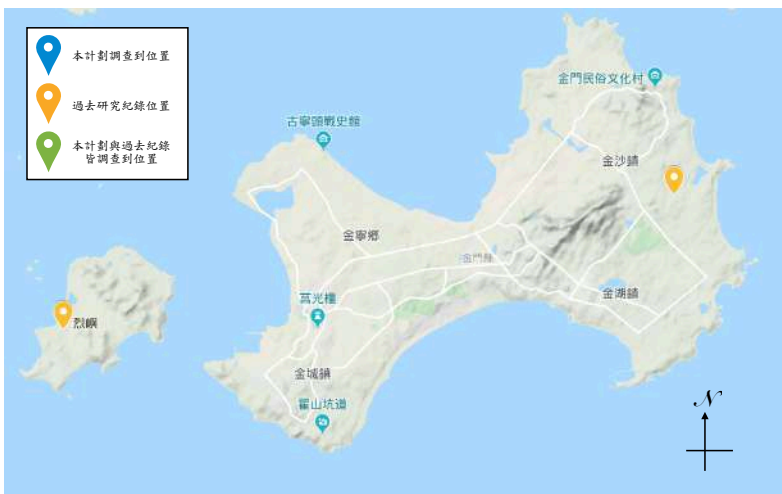 本計劃調查到位置
過去研究紀錄位置
本計劃與過去紀錄
皆調查到位置
金門民俗文化村
古寧頭戰史館
金沙鎮
金寧鄉
金門縣
莒光樓
金湖鎮
烈嶼
金城鎮
翟山坑道
N